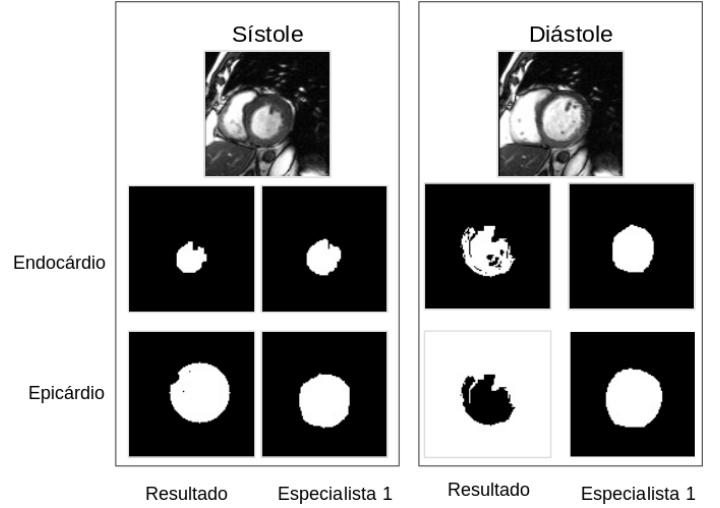 Sístole
Diástole
Endocárdio
Epicárdio
Resultado
Especialista 1
Resultado
Especialista 1